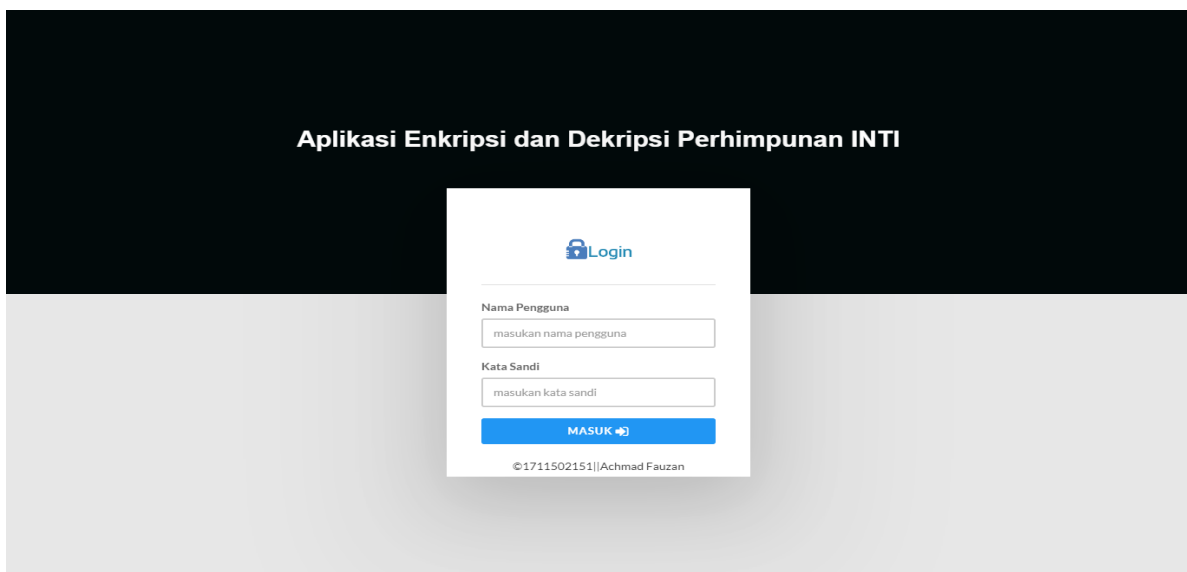 Aplikasi Enkripsi dan Dekripsi Perhimpunan INTI
Login
Nama Pengguna
masukan nama pengguna
Kata Sandi
masukan kata sandi
MASUK
©1711502151||Achmad Fauzan